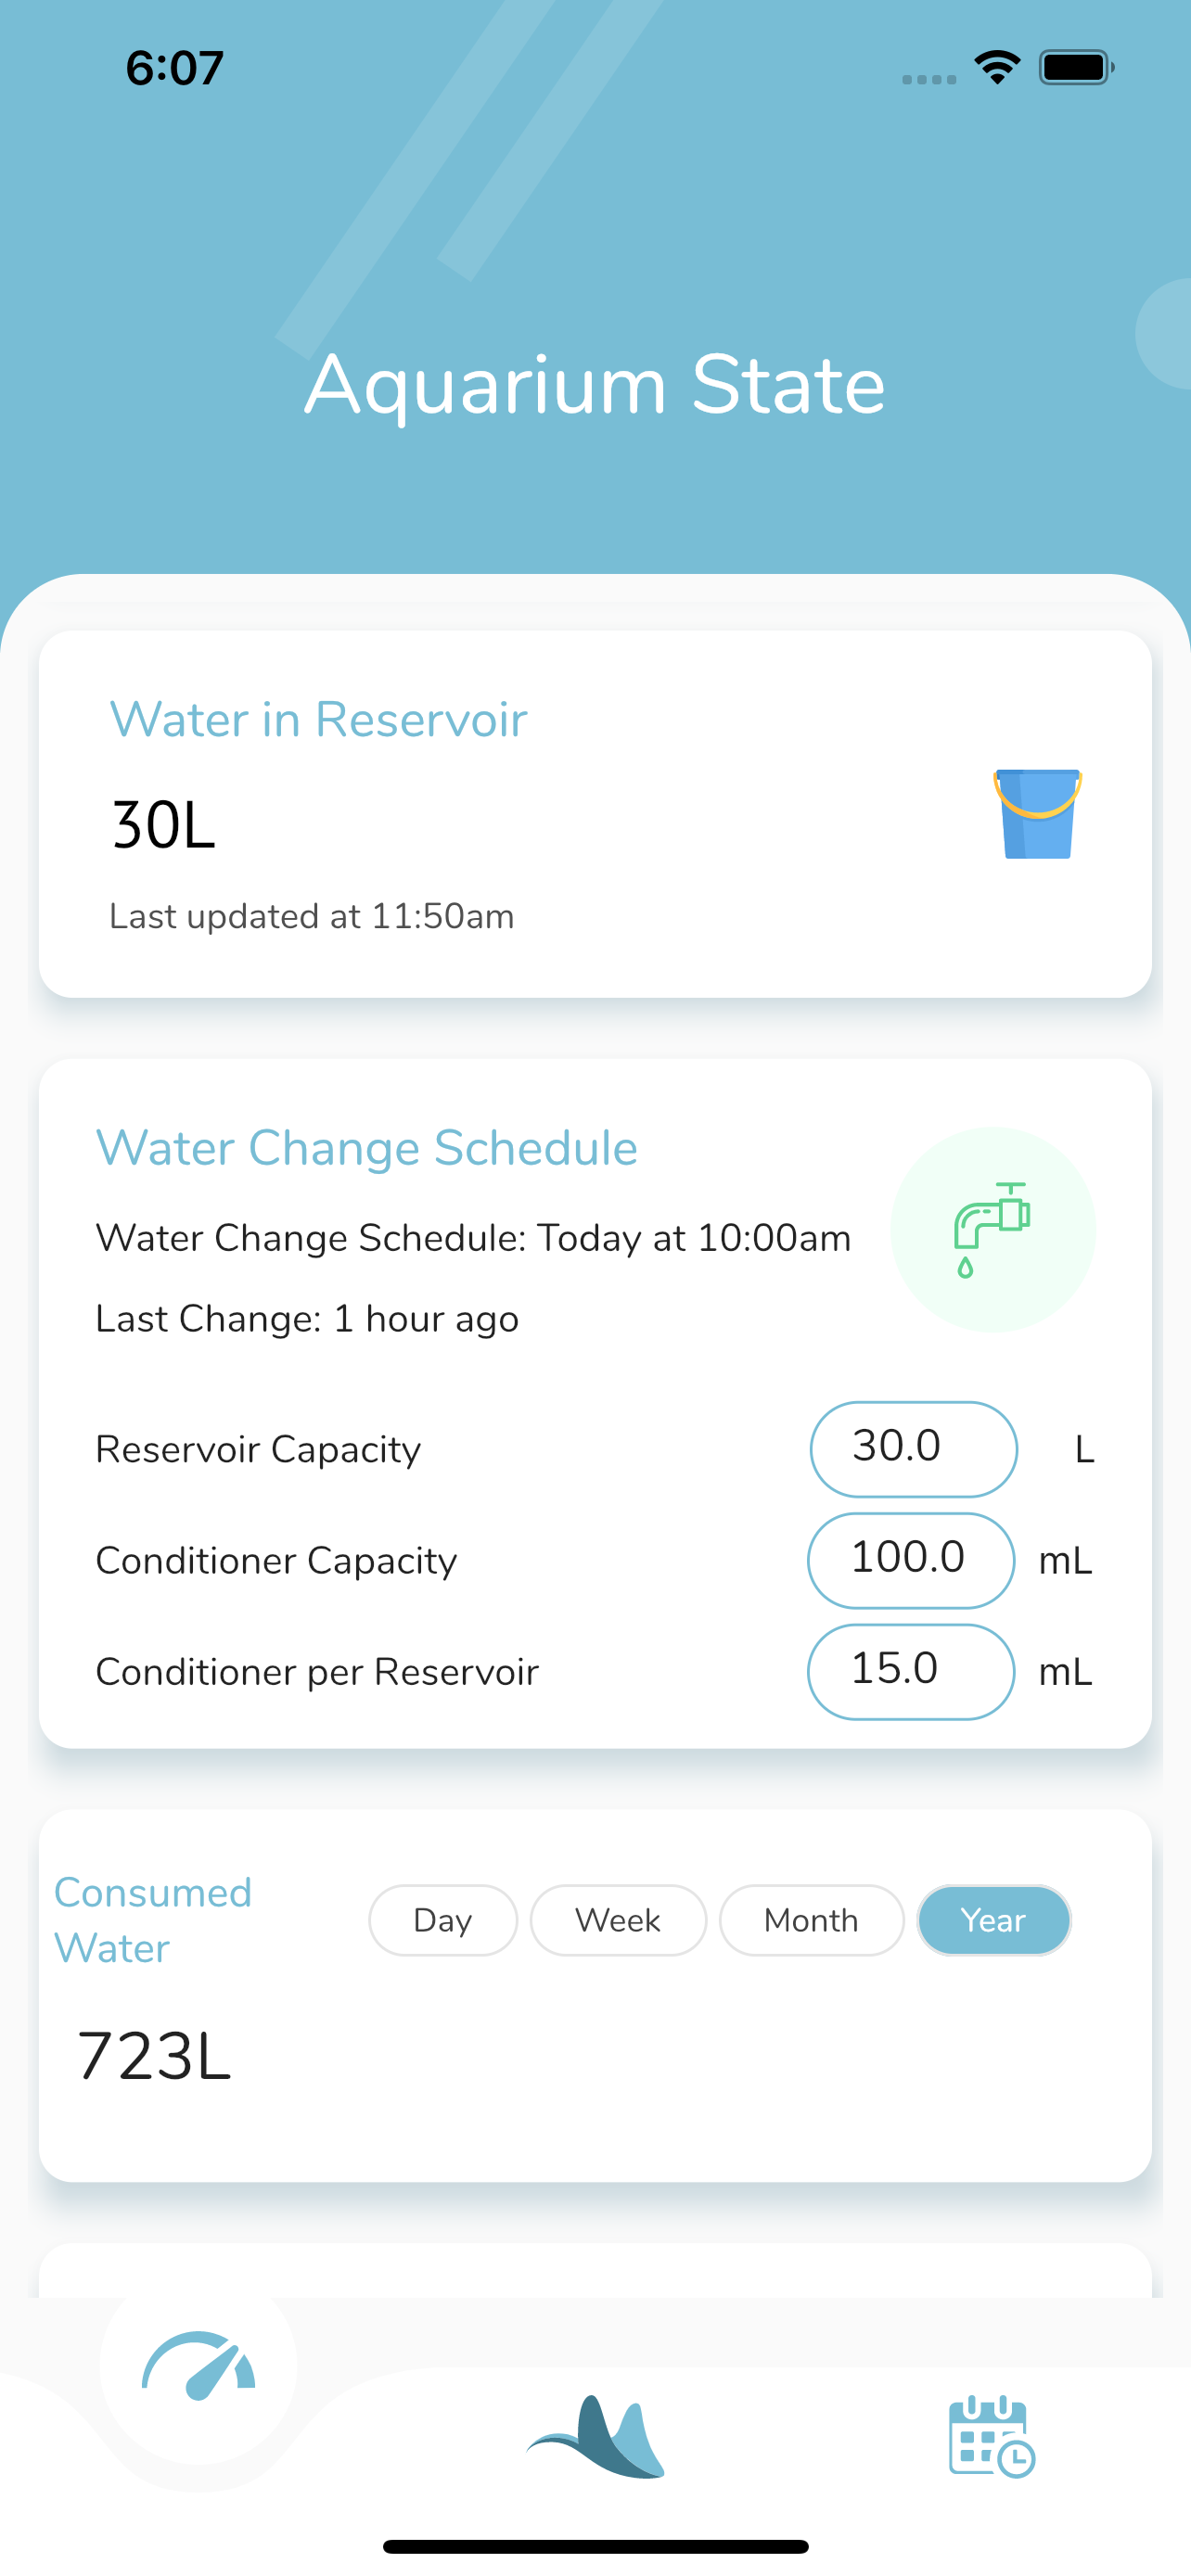 6:07
Aquarium State
Water in Reservoir
30L
Last updated at 11:50am
Water Change Schedule
Water Change Schedule: Today at 10:00am
Last Change: 1 hour ago
Reservoir Capacity 30.0 L
Conditioner Capacity 100.0 mL
Conditioner per Reservoir 15.0 mL
Consumed
Water
Day Week Month Year
723L